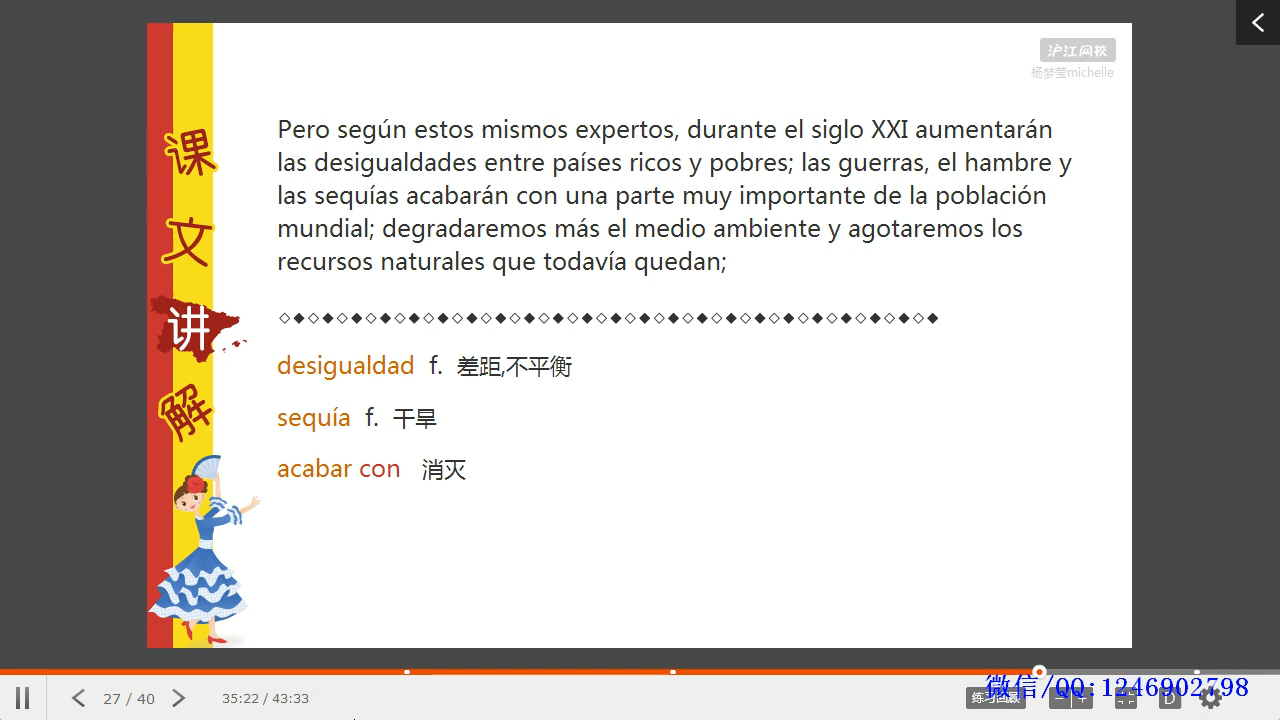 沪江网校
杨梦莹michelle
课
文
讲
解
Pero según estos mismos expertos, durante el siglo XXI aumentarán
las desigualdades entre países ricos y pobres; las guerras, el hambre y
las sequías acabarán con una parte muy importante de la población
mundial; degradaremos más el medio ambiente y agotaremos los
recursos naturales que todavía quedan;
desigualdad f. 差距,不平衡
sequía f. 干旱
acabar con 消灭
27 / 40
35:22 / 43:33
练习回顾
微信/QQ:1246902798
D